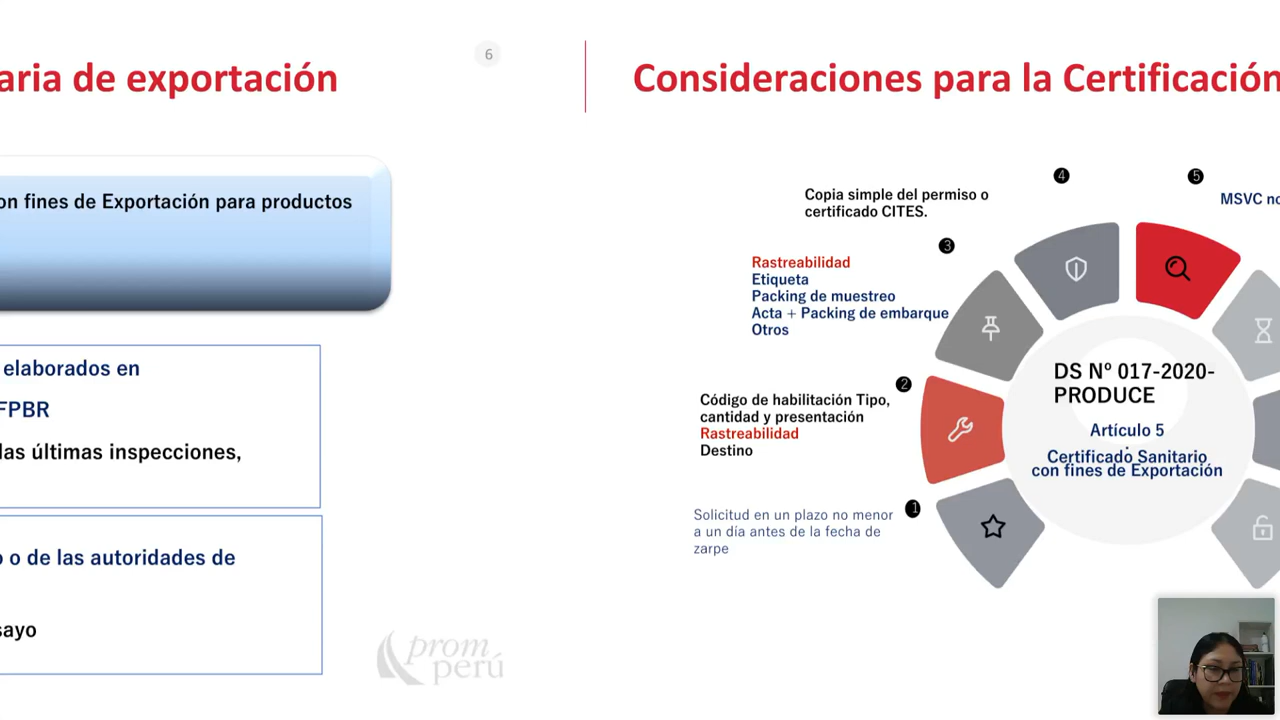 6
aria de exportación
on fines de Exportación para productos
elaborados en
FPBR
las últimas inspecciones,
o o de las autoridades de
sayo
prom
perú
Consideraciones para la Certificación
4
5
Copia simple del permiso o
certificado CITES.
MSVC no
3
Rastreabilidad
Etiqueta
Packing de muestreo
Acta + Packing de embarque
Otros
2
Código de habilitación Tipo,
cantidad y presentación
Rastreabilidad
Destino
1
Solicitud en un plazo no menor
a un día antes de la fecha de
zarpe
DS Nº 017-2020-
PRODUCE
Artículo 5
Certificado Sanitario
con fines de Exportación